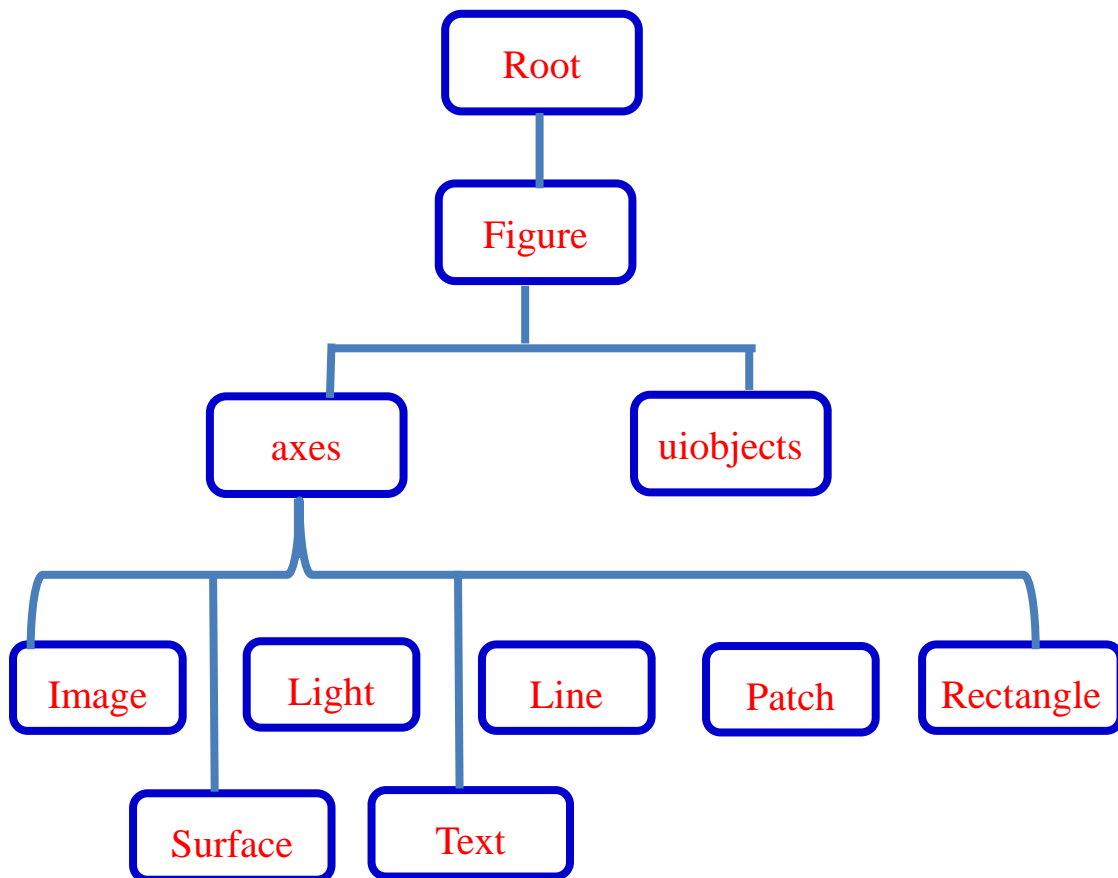 Root
Figure
axes
uiobjects
Image
Light
Line
Patch
Rectangle
Surface
Text